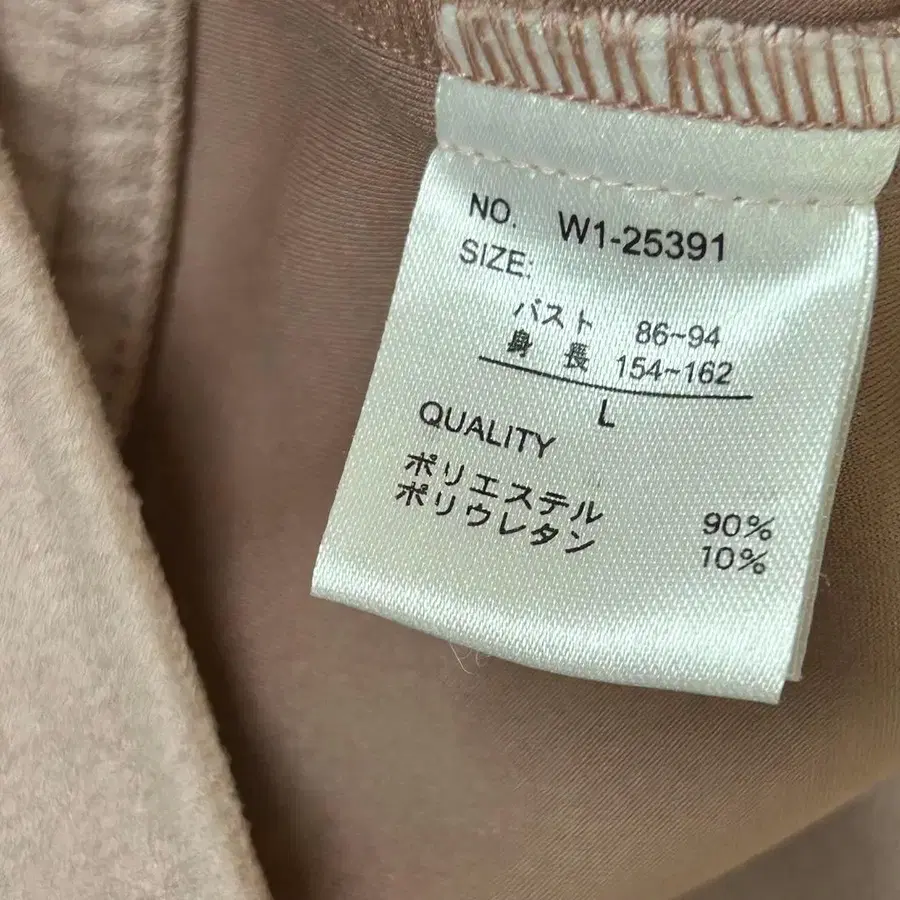 NO. W1-25391
SIZE:
バスト 86~94
身長 154~162
L
QUALITY
ポリエステル 90%
ポリウレタン 10%